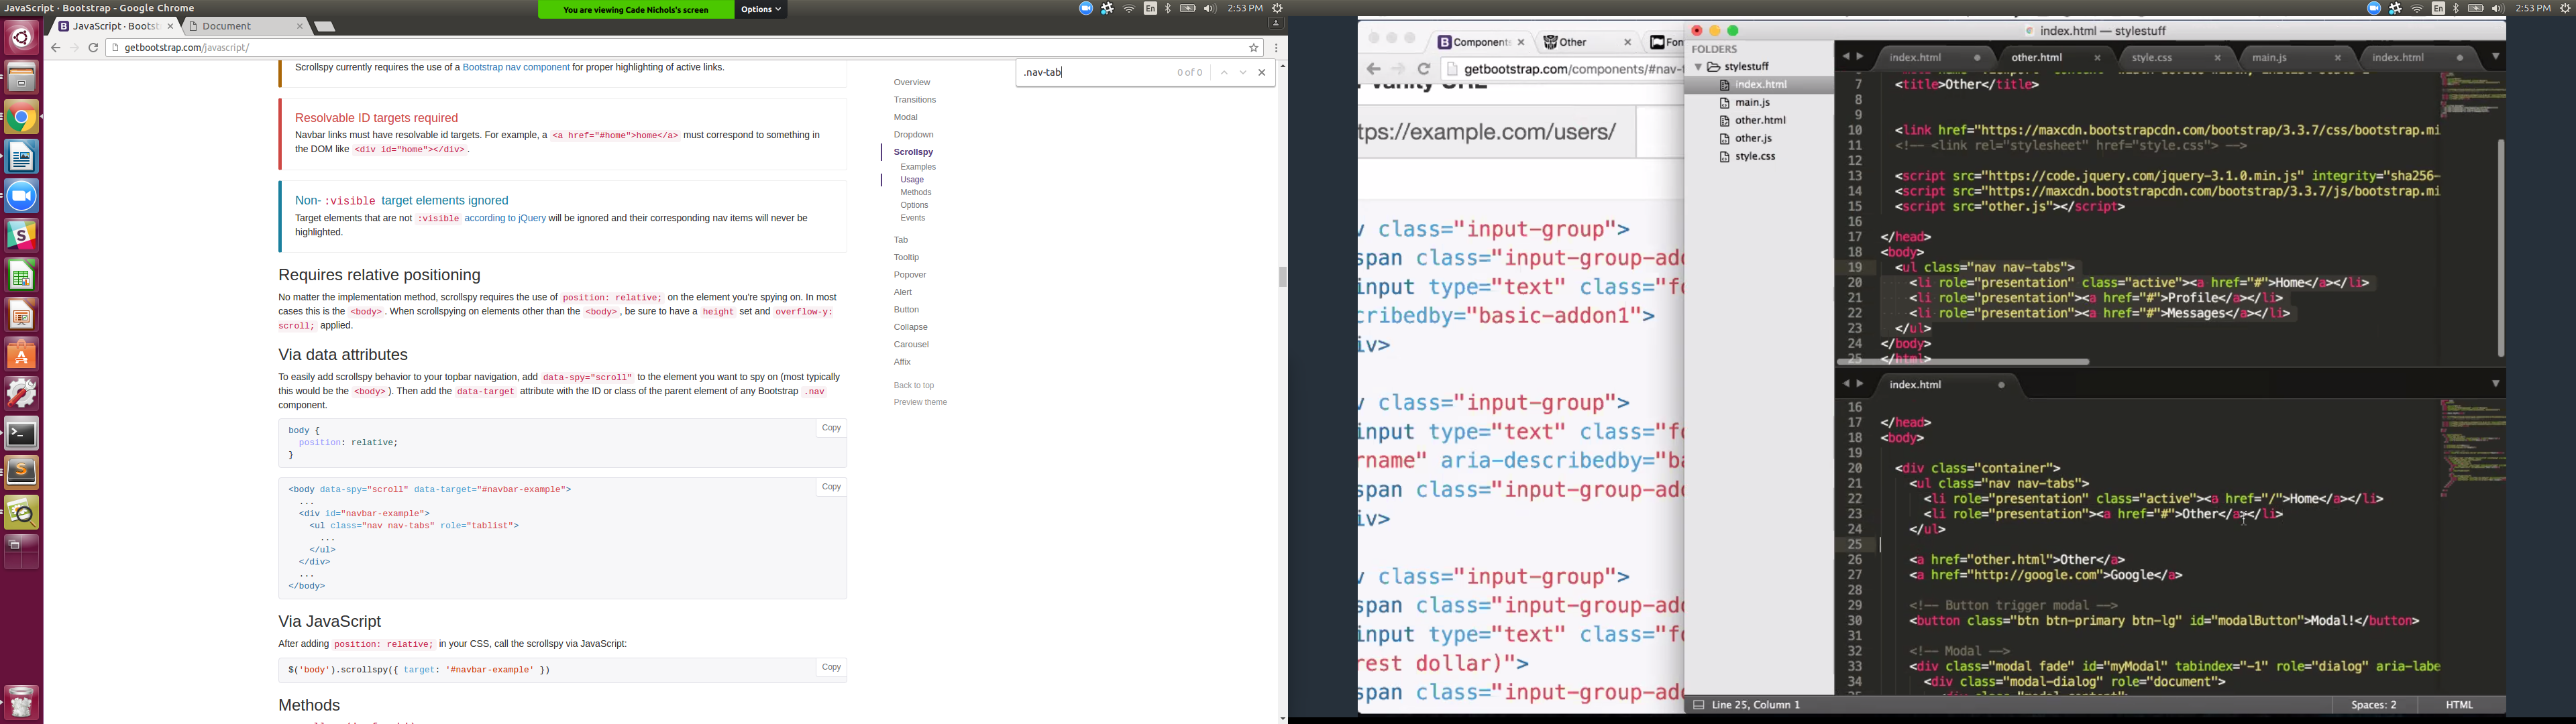 JavaScript · Bootstrap - Google Chrome
You are viewing Cade Nichols's screen
Options
En
2:53 PM
JavaScript · Bootst
Document
getbootstrap.com/javascript/
.nav-tab
0 of 0
Scrollspy currently requires the use of a Bootstrap nav component for proper highlighting of active links.
Resolvable ID targets required
Navbar links must have resolvable id targets. For example, a <a href="#home">home</a> must correspond to something in
the DOM like <div id="home"></div>.
Non- :visible target elements ignored
Target elements that are not :visible according to jQuery will be ignored and their corresponding nav items will never be
highlighted.
Requires relative positioning
No matter the implementation method, scrollspy requires the use of position: relative; on the element you're spying on. In most
cases this is the <body>. When scrollspying on elements other than the <body>, be sure to have a height set and overflow-y:
scroll; applied.
Via data attributes
To easily add scrollspy behavior to your topbar navigation, add data-spy="scroll" to the element you want to spy on (most typically
this would be the <body>). Then add the data-target attribute with the ID or class of the parent element of any Bootstrap .nav
component.
Copy
body {
position: relative;
}
Copy
<body data-spy="scroll" data-target="#navbar-example">
...
<div id="navbar-example">
<ul class="nav nav-tabs" role="tablist">
...
</ul>
</div>
...
</body>
Via JavaScript
After adding position: relative; in your CSS, call the scrollspy via JavaScript:
Copy
$('body').scrollspy({ target: '#navbar-example' })
Methods
Overview
Transitions
Modal
Dropdown
Scrollspy
Examples
Usage
Methods
Options
Events
Tab
Tooltip
Popover
Alert
Button
Collapse
Carousel
Affix
Back to top
Preview theme
En
2:53 PM
Component
Other
Fon
getbootstrap.com/components/#nav-t
tps://example.com/users/
v class="input-group">
span class="input-group-add
input type="text" class="fo
cribedby="basic-addon1">
iv>
v class="input-group">
input type="text" class="fo
rname" aria-describedby="ba
span class="input-group-add
iv>
v class="input-group">
span class="input-group-add
input type="text" class="fo
rest dollar)">
span class="input-group-add
index.html — stylestuff
FOLDERS
stylestuff
index.html
main.js
other.html
other.js
style.css
index.html
other.html
style.css
main.js
index.html
7 <title>Other</title>
8
9
10 <link href="https://maxcdn.bootstrapcdn.com/bootstrap/3.3.7/css/bootstrap.mi
11 <!-- <link rel="stylesheet" href="style.css"> -->
12
13 <script src="https://code.jquery.com/jquery-3.1.0.min.js" integrity="sha256-
14 <script src="https://maxcdn.bootstrapcdn.com/bootstrap/3.3.7/js/bootstrap.mi
15 <script src="other.js"></script>
16
17 </head>
18 <body>
19 <ul class="nav nav-tabs">
20 <li role="presentation" class="active"><a href="#">Home</a></li>
21 <li role="presentation"><a href="#">Profile</a></li>
22 <li role="presentation"><a href="#">Messages</a></li>
23 </ul>
24 </body>
25 </html>
index.html
16
17 </head>
18 <body>
19
20 <div class="container">
21 <ul class="nav nav-tabs">
22 <li role="presentation" class="active"><a href="/">Home</a></li>
23 <li role="presentation"><a href="#">Other</a></li>
24 </ul>
25
26 <a href="other.html">Other</a>
27 <a href="http://google.com">Google</a>
28
29 <!-- Button trigger modal -->
30 <button class="btn btn-primary btn-lg" id="modalButton">Modal!</button>
31
32 <!-- Modal -->
33 <div class="modal fade" id="myModal" tabindex="-1" role="dialog" aria-labe
34 <div class="modal-dialog" role="document">
Line 25, Column 1
Spaces: 2
HTML